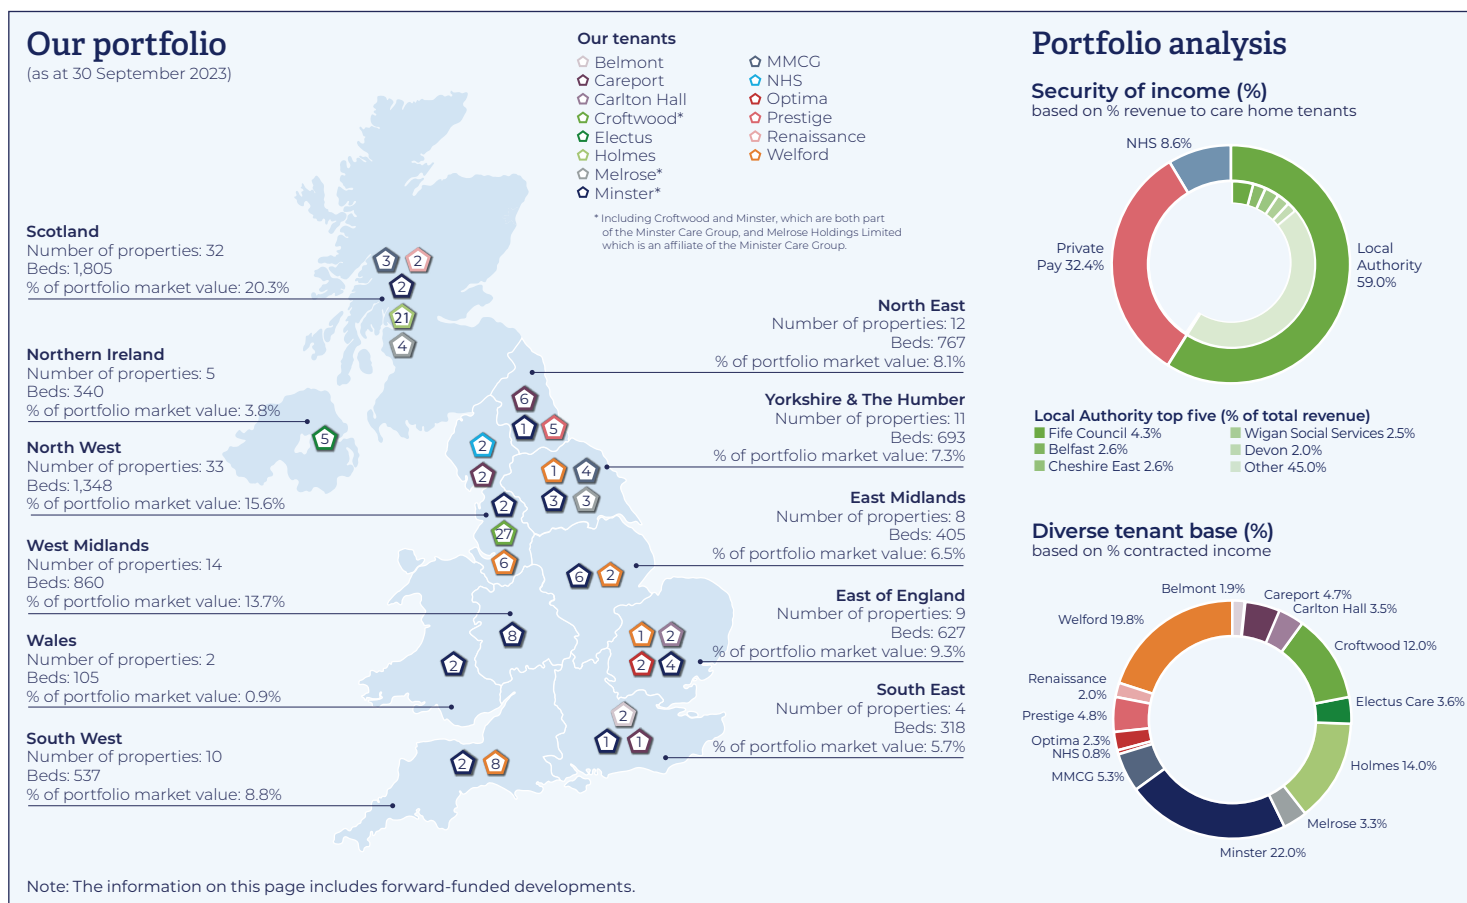 Our portfolio
(as at 30 September 2023)
Our tenants
Belmont
Careport
Carlton Hall
Croftwood*
Electus
Holmes
Melrose*
Minster*
MMCG
NHS
Optima
Prestige
Renaissance
Welford
* Including Croftwood and Minster, which are both part
of the Minster Care Group, and Melrose Holdings Limited
which is an affiliate of the Minister Care Group.
Scotland
Number of properties: 32
Beds: 1,805
% of portfolio market value: 20.3%
Northern Ireland
Number of properties: 5
Beds: 340
% of portfolio market value: 3.8%
North West
Number of properties: 33
Beds: 1,348
% of portfolio market value: 15.6%
West Midlands
Number of properties: 14
Beds: 860
% of portfolio market value: 13.7%
Wales
Number of properties: 2
Beds: 105
% of portfolio market value: 0.9%
South West
Number of properties: 10
Beds: 537
% of portfolio market value: 8.8%
3 2
2
21
4
5
6
1 5
2
2
1 4
3 3
2
27
6
6 2
8
2
1 2
2 4
2
1 1
2 8
North East
Number of properties: 12
Beds: 767
% of portfolio market value: 8.1%
Yorkshire & The Humber
Number of properties: 11
Beds: 693
% of portfolio market value: 7.3%
East Midlands
Number of properties: 8
Beds: 405
% of portfolio market value: 6.5%
East of England
Number of properties: 9
Beds: 627
% of portfolio market value: 9.3%
South East
Number of properties: 4
Beds: 318
% of portfolio market value: 5.7%
Note: The information on this page includes forward-funded developments.
Portfolio analysis
Security of income (%)
based on % revenue to care home tenants
NHS 8.6%
Private
Pay 32.4%
Local
Authority
59.0%
Local Authority top five (% of total revenue)
Fife Council 4.3%
Belfast 2.6%
Cheshire East 2.6%
Wigan Social Services 2.5%
Devon 2.0%
Other 45.0%
Diverse tenant base (%)
based on % contracted income
Belmont 1.9%
Careport 4.7%
Carlton Hall 3.5%
Croftwood 12.0%
Electus Care 3.6%
Holmes 14.0%
Melrose 3.3%
Minster 22.0%
MMCG 5.3%
NHS 0.8%
Optima 2.3%
Prestige 4.8%
Renaissance
2.0%
Welford 19.8%